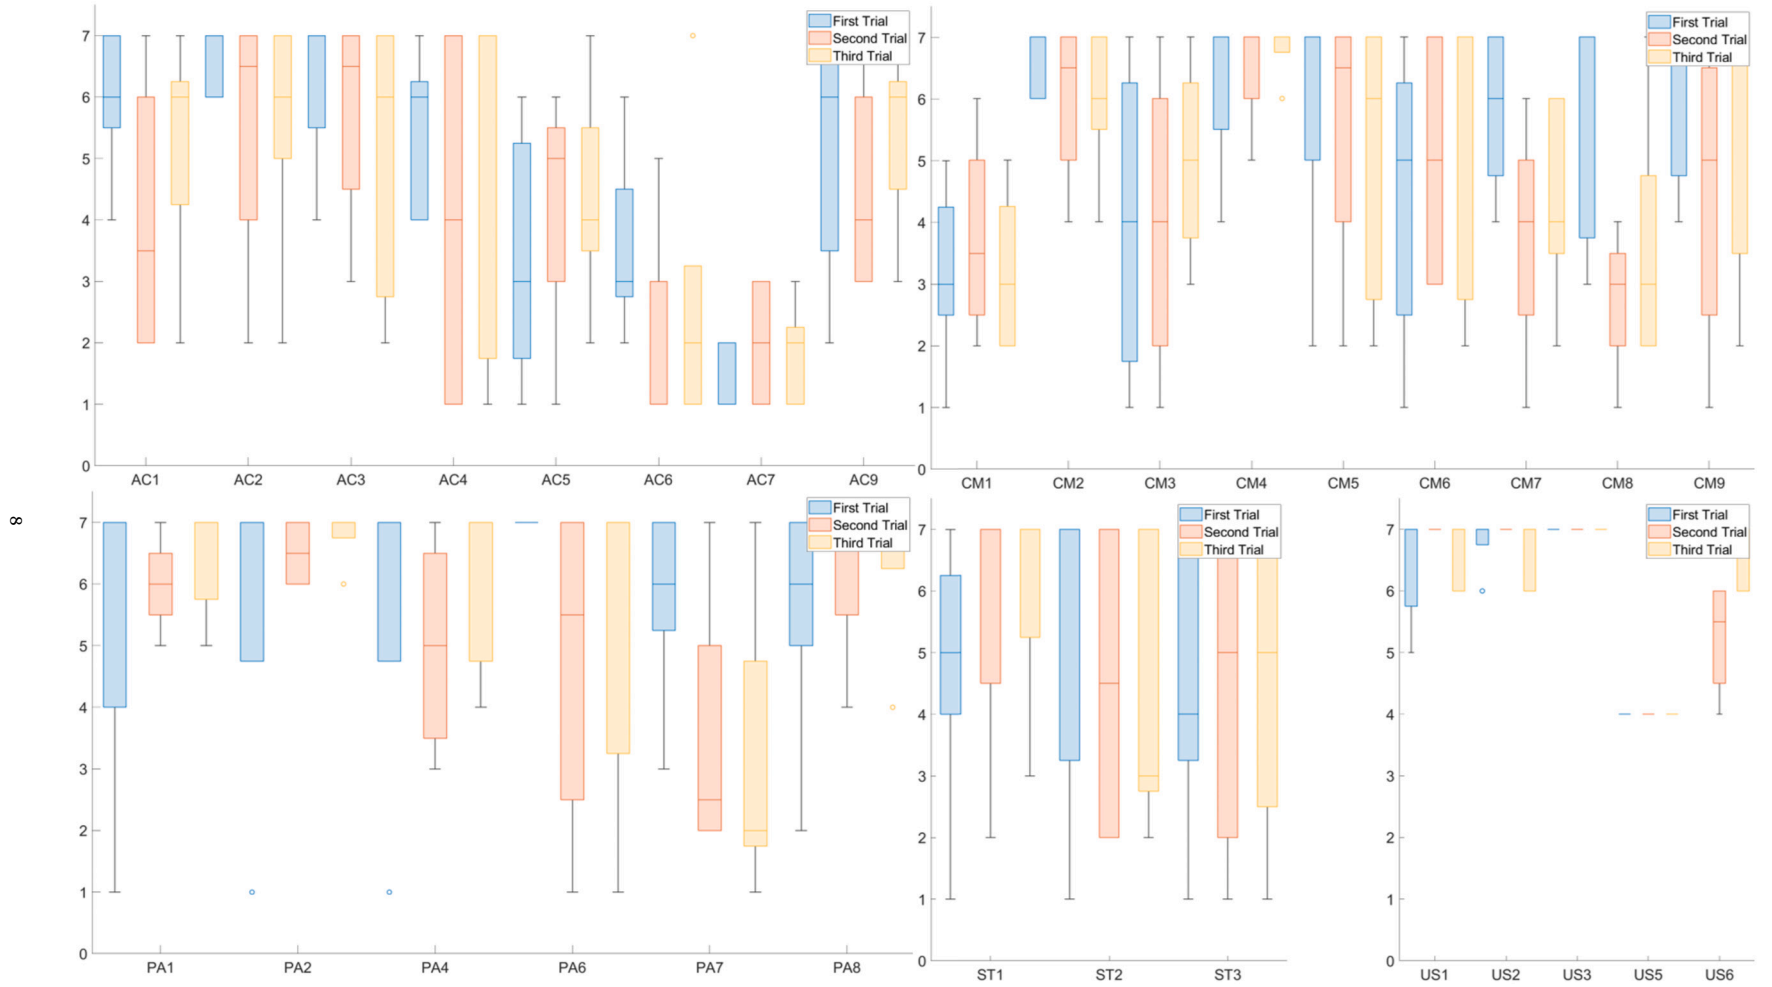 First Trial
Second Trial
Third Trial
7
6
5
4
3
2
1
0
AC1 AC2 AC3 AC4 AC5 AC6 AC7 AC9
First Trial
Second Trial
Third Trial
7
6
5
4
3
2
1
0
CM1 CM2 CM3 CM4 CM5 CM6 CM7 CM8 CM9
8
First Trial
Second Trial
Third Trial
7
6
5
4
3
2
1
0
PA1 PA2 PA4 PA6 PA7 PA8
First Trial
Second Trial
Third Trial
7
6
5
4
3
2
1
0
ST1 ST2 ST3
First Trial
Second Trial
Third Trial
7
6
5
4
3
2
1
0
US1 US2 US3 US5 US6